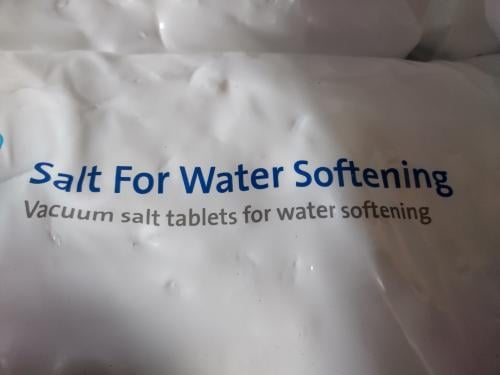 Salt For Water Softening
Vacuum salt tablets for water softening